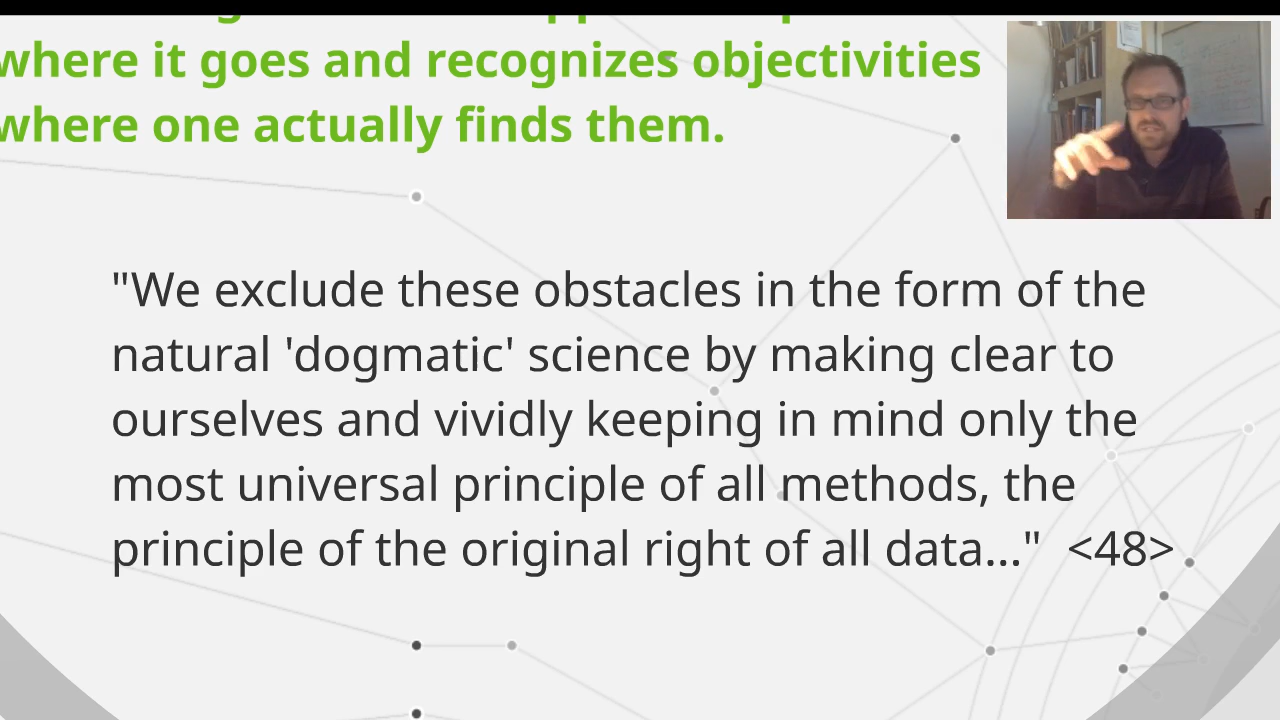 where it goes and recognizes objectivities
where one actually finds them.
"We exclude these obstacles in the form of the
natural 'dogmatic' science by making clear to
ourselves and vividly keeping in mind only the
most universal principle of all methods, the
principle of the original right of all data..." <48>